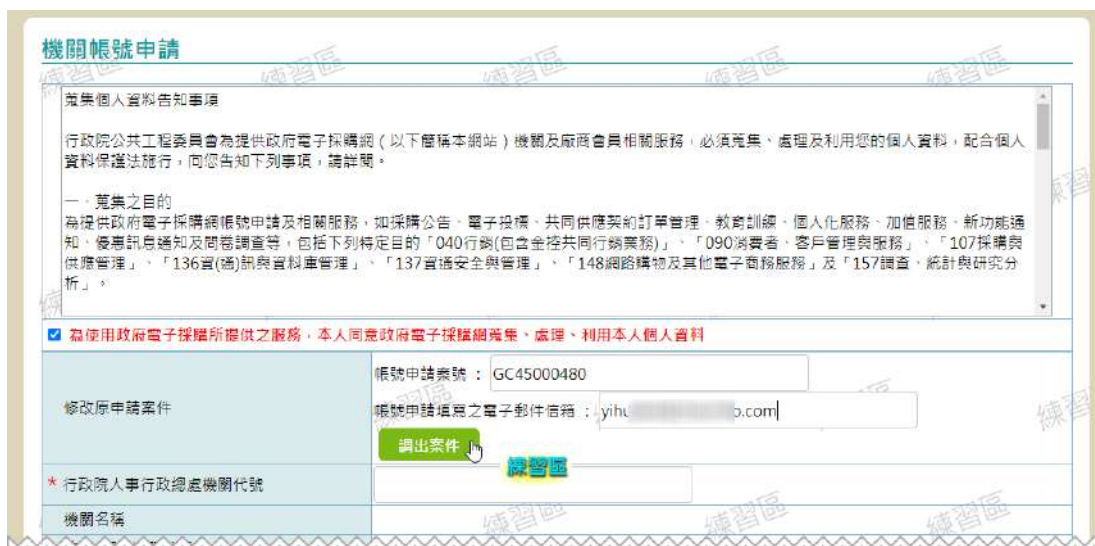 機關帳號申請
蒐集個人資料告知事項
行政院公共工程委員會為提供政府電子採購網（以下簡稱本網站）機關及廠商會員相關服務，必須蒐集、處理及利用您的個人資料，配合個人
資料保護法施行，向您告知下列事項，請詳閱。
一、蒐集之目的
為提供政府電子採購網帳號申請及相關服務，如採購公告、電子投標、共同供應契約訂單管理、教育訓練、個人化服務、加值服務、新功能通
知、優惠訊息通知及問卷調查等，包括下列特定目的「040行銷(包含金控共同行銷業務)」、「090消費者、客戶管理與服務」、「107採購與
供應管理」、「136資(通)訊與資料庫管理」、「137資通安全與管理」、「148網路購物及其他電子商務服務」及「157調查、統計與研究分
析」。
為使用政府電子採購所提供之服務，本人同意政府電子採購網蒐集、處理、利用本人個人資料
修改原申請案件
帳號申請案號 : GC45000480
帳號申請填寫之電子郵件信箱 : yihu o.com
調出案件
練習區
* 行政院人事行政總處機關代號
機關名稱